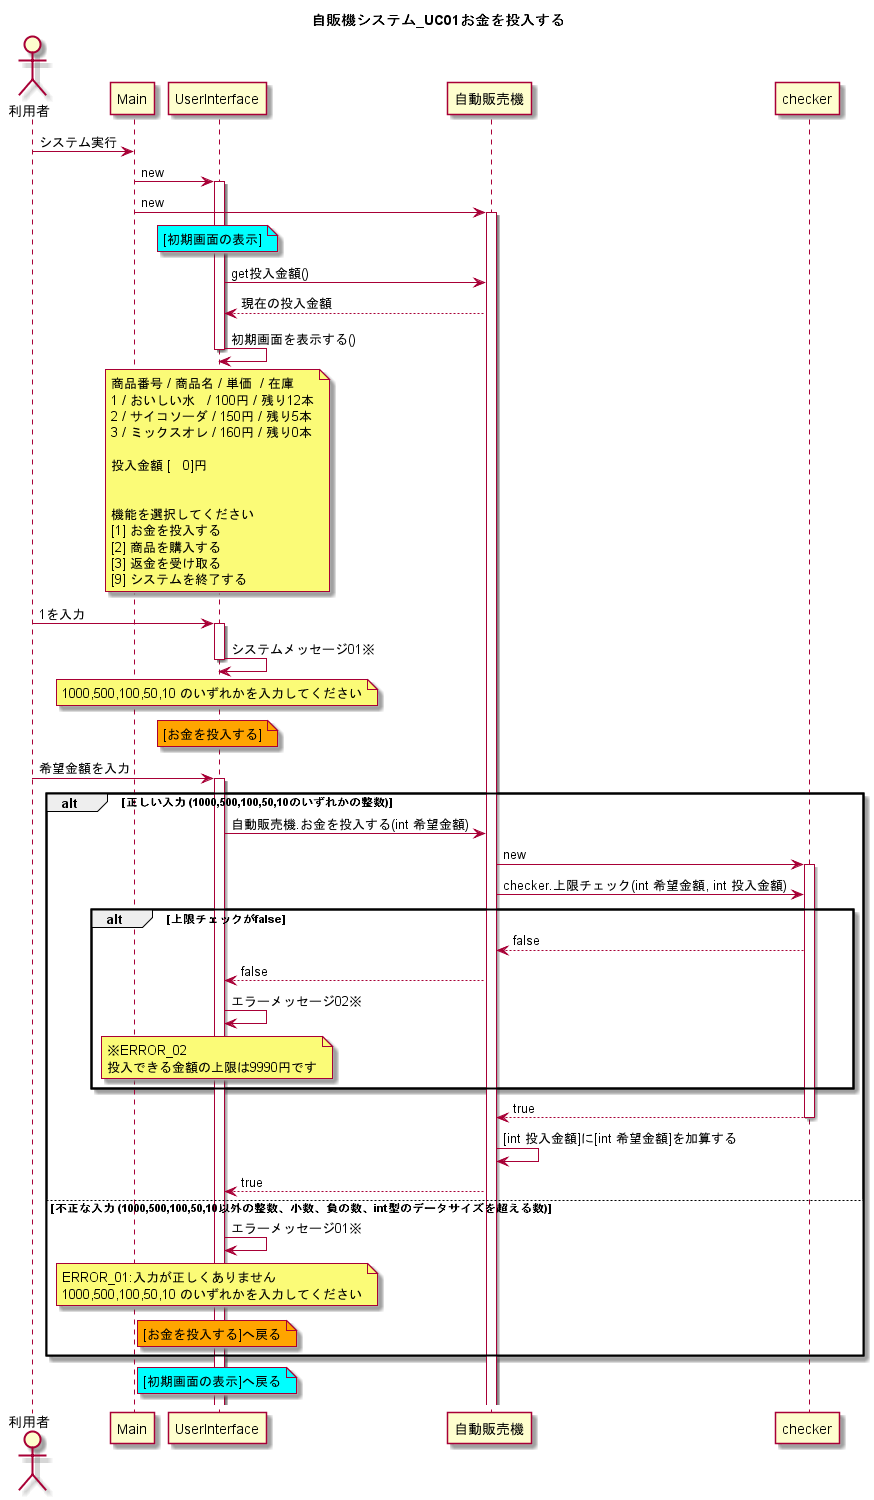 自販機システム_UC01お金を投入する
利用者
Main
UserInterface
自動販売機
checker
システム実行
new
new
[初期画面の表示]
get投入金額()
現在の投入金額
初期画面を表示する()
商品番号 / 商品名 / 単価 / 在庫
1 / おいしい水 / 100円 / 残り12本
2 / サイコソーダ / 150円 / 残り5本
3 / ミックスオレ / 160円 / 残り0本
投入金額 [ 0]円
機能を選択してください
[1] お金を投入する
[2] 商品を購入する
[3] 返金を受け取る
[9] システムを終了する
1を入力
システムメッセージ01※
1000,500,100,50,10 のいずれかを入力してください
[お金を投入する]
希望金額を入力
alt [正しい入力 (1000,500,100,50,10のいずれかの整数)]
自動販売機.お金を投入する(int 希望金額)
new
checker.上限チェック(int 希望金額, int 投入金額)
alt [上限チェックがfalse]
false
false
エラーメッセージ02※
※ERROR_02
投入できる金額の上限は9990円です
true
[int 投入金額]に[int 希望金額]を加算する
true
[不正な入力 (1000,500,100,50,10以外の整数、小数、負の数、int型のデータサイズを超える数)]
エラーメッセージ01※
ERROR_01:入力が正しくありません
1000,500,100,50,10 のいずれかを入力してください
[お金を投入する]へ戻る
[初期画面の表示]へ戻る
利用者
Main
UserInterface
自動販売機
checker